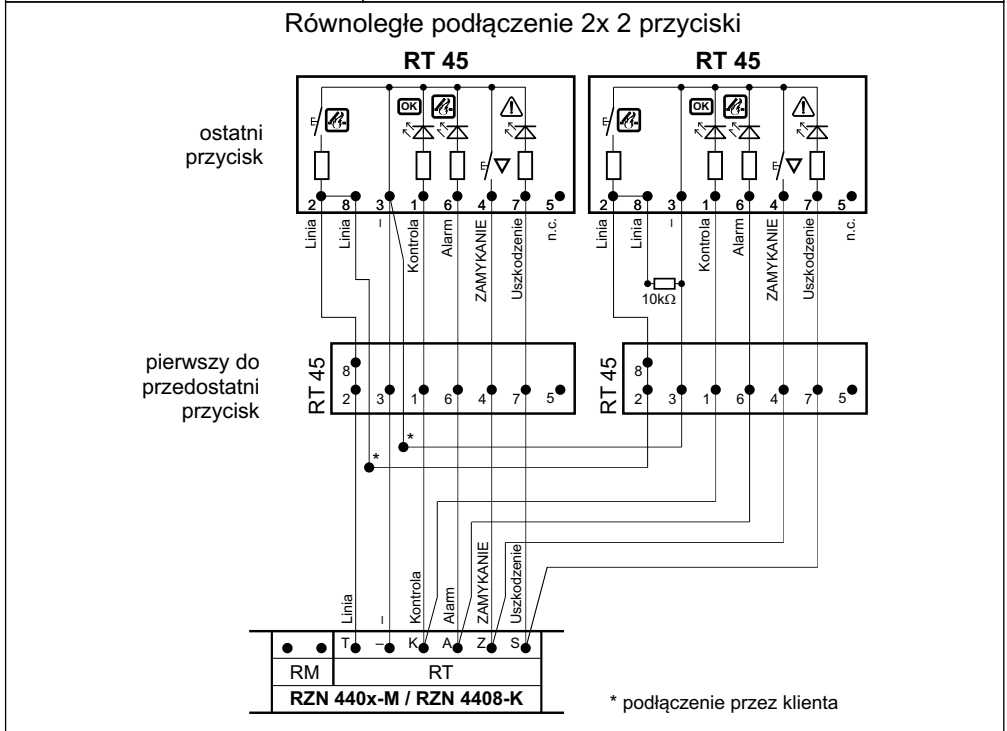 Równoległe podłączenie 2x 2 przyciski
RT 45
RT 45
ostatni
przycisk
OK
OK
2 8 3 1 6 4 7 5
2 8 3 1 6 4 7 5
Linia
Linia
–
Kontrola
Alarm
ZAMYKANIE
Uszkodzenie
n.c.
Linia
Linia
–
Kontrola
Alarm
ZAMYKANIE
Uszkodzenie
n.c.
10kΩ
pierwszy do
przedostatni
przycisk
RT 45
8
2 3 1 6 4 7 5
RT 45
8
2 3 1 6 4 7 5
*
*
Linia
–
Kontrola
Alarm
ZAMYKANIE
Uszkodzenie
T – K A Z S
RM RT
RZN 440x-M / RZN 4408-K
* podłączenie przez klienta